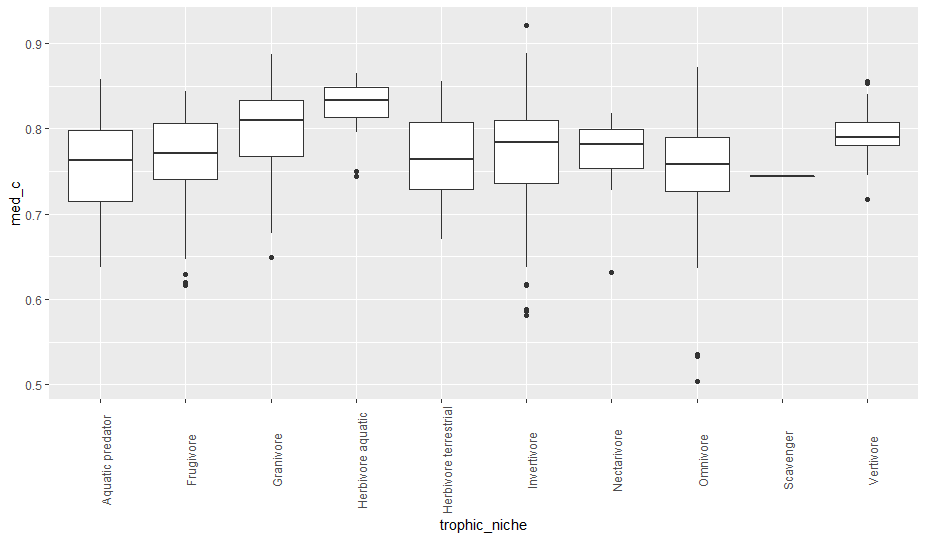 0.9
0.8
0.7
0.6
0.5
med_c
Aquatic predator
Frugivore
Granivore
Herbivore aquatic
Herbivore terrestrial
Invertivore
Nectarivore
Omnivore
Scavenger
Vertivore
trophic_niche